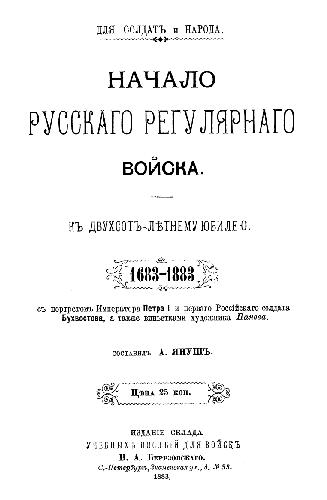 ДЛЯ СОЛДАТЪ и НАРОДА.
НАЧАЛО
РУССКАГО РЕГУЛЯРНАГО
ВОЙСКА.
КЪ ДВУХСОТЪ-ЛѢТНЕМУ ЮБИЛЕЮ.
1683-1883
съ портретомъ Императора Петра I и перваго Россійскаго солдата
Бухвостова, а также виньетками художника Панова.
составилъ А. ЯНУШЪ.
Цѣна 25 коп.
ИЗДАНІЕ СКЛАДА
УЧЕБНЫХЪ ПОСОБІЙ ДЛЯ ВОЙСКЪ
В. А. Березовскаго.
С.-Петербургъ, Знаменская ул., д. №
1883.